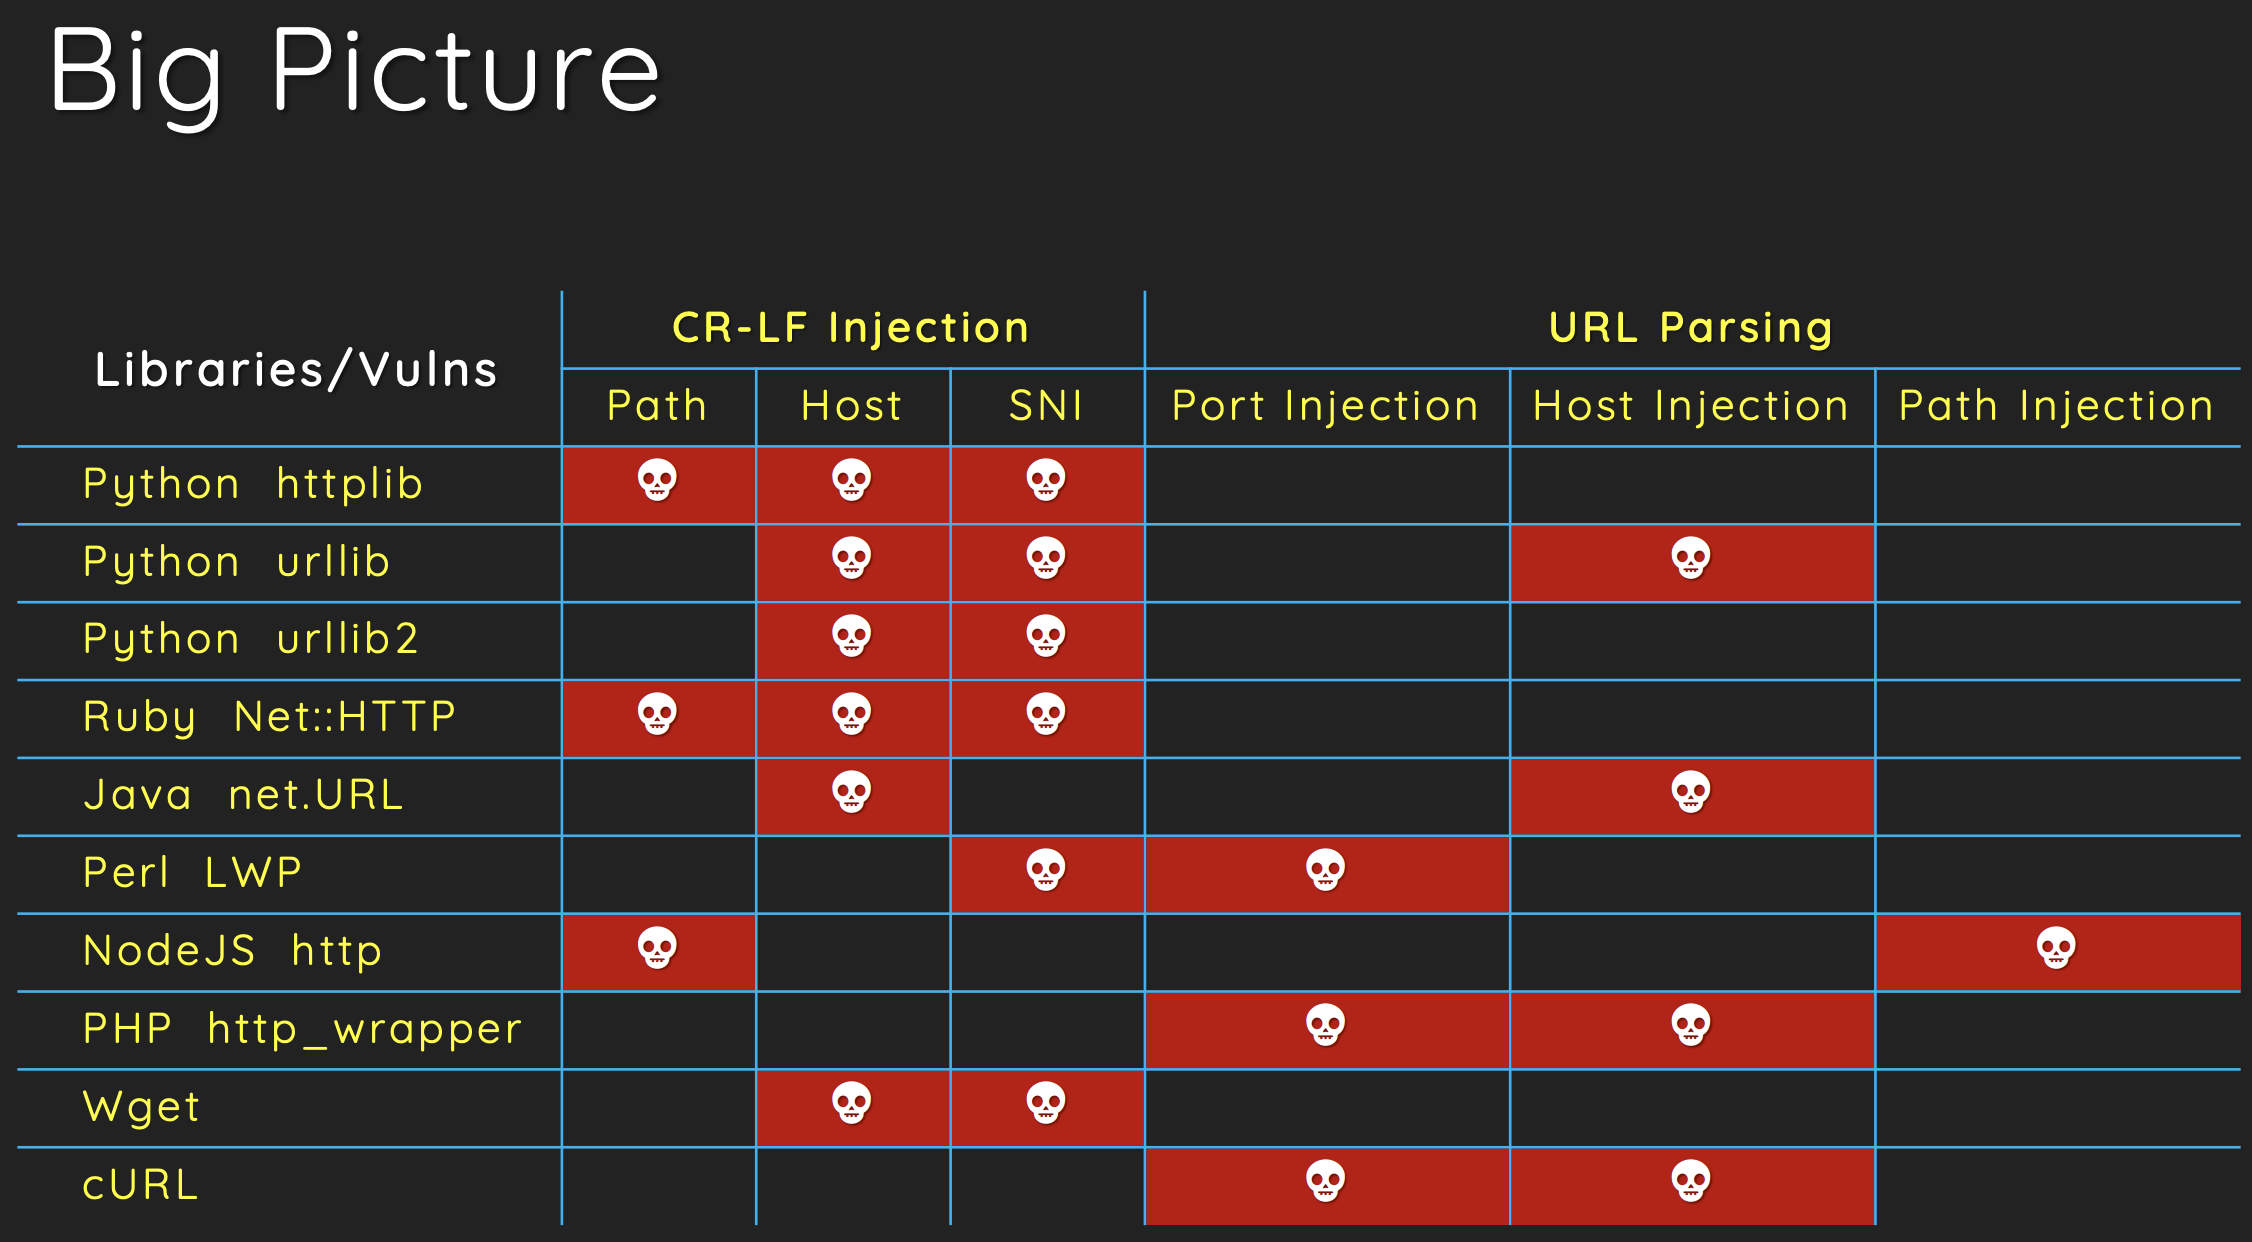 Big Picture
Libraries/Vulns
CR-LF Injection
URL Parsing
Path
Host
SNI
Port Injection
Host Injection
Path Injection
Python httplib
Python urllib
Python urllib2
Ruby Net::HTTP
Java net.URL
Perl LWP
NodeJS http
PHP http_wrapper
Wget
cURL